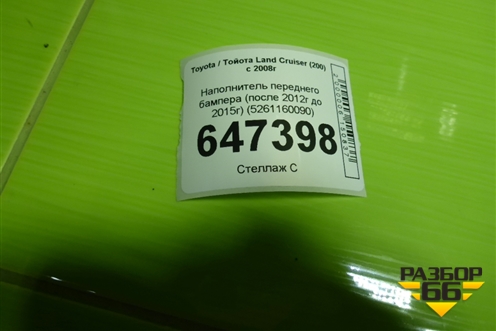 Toyota / Тойота Land Cruiser (200)
с 2008г
Наполнитель переднего
бампера (после 2012г до
2015г) (5261160090)
647398
Стеллаж С
РАЗБОР
66